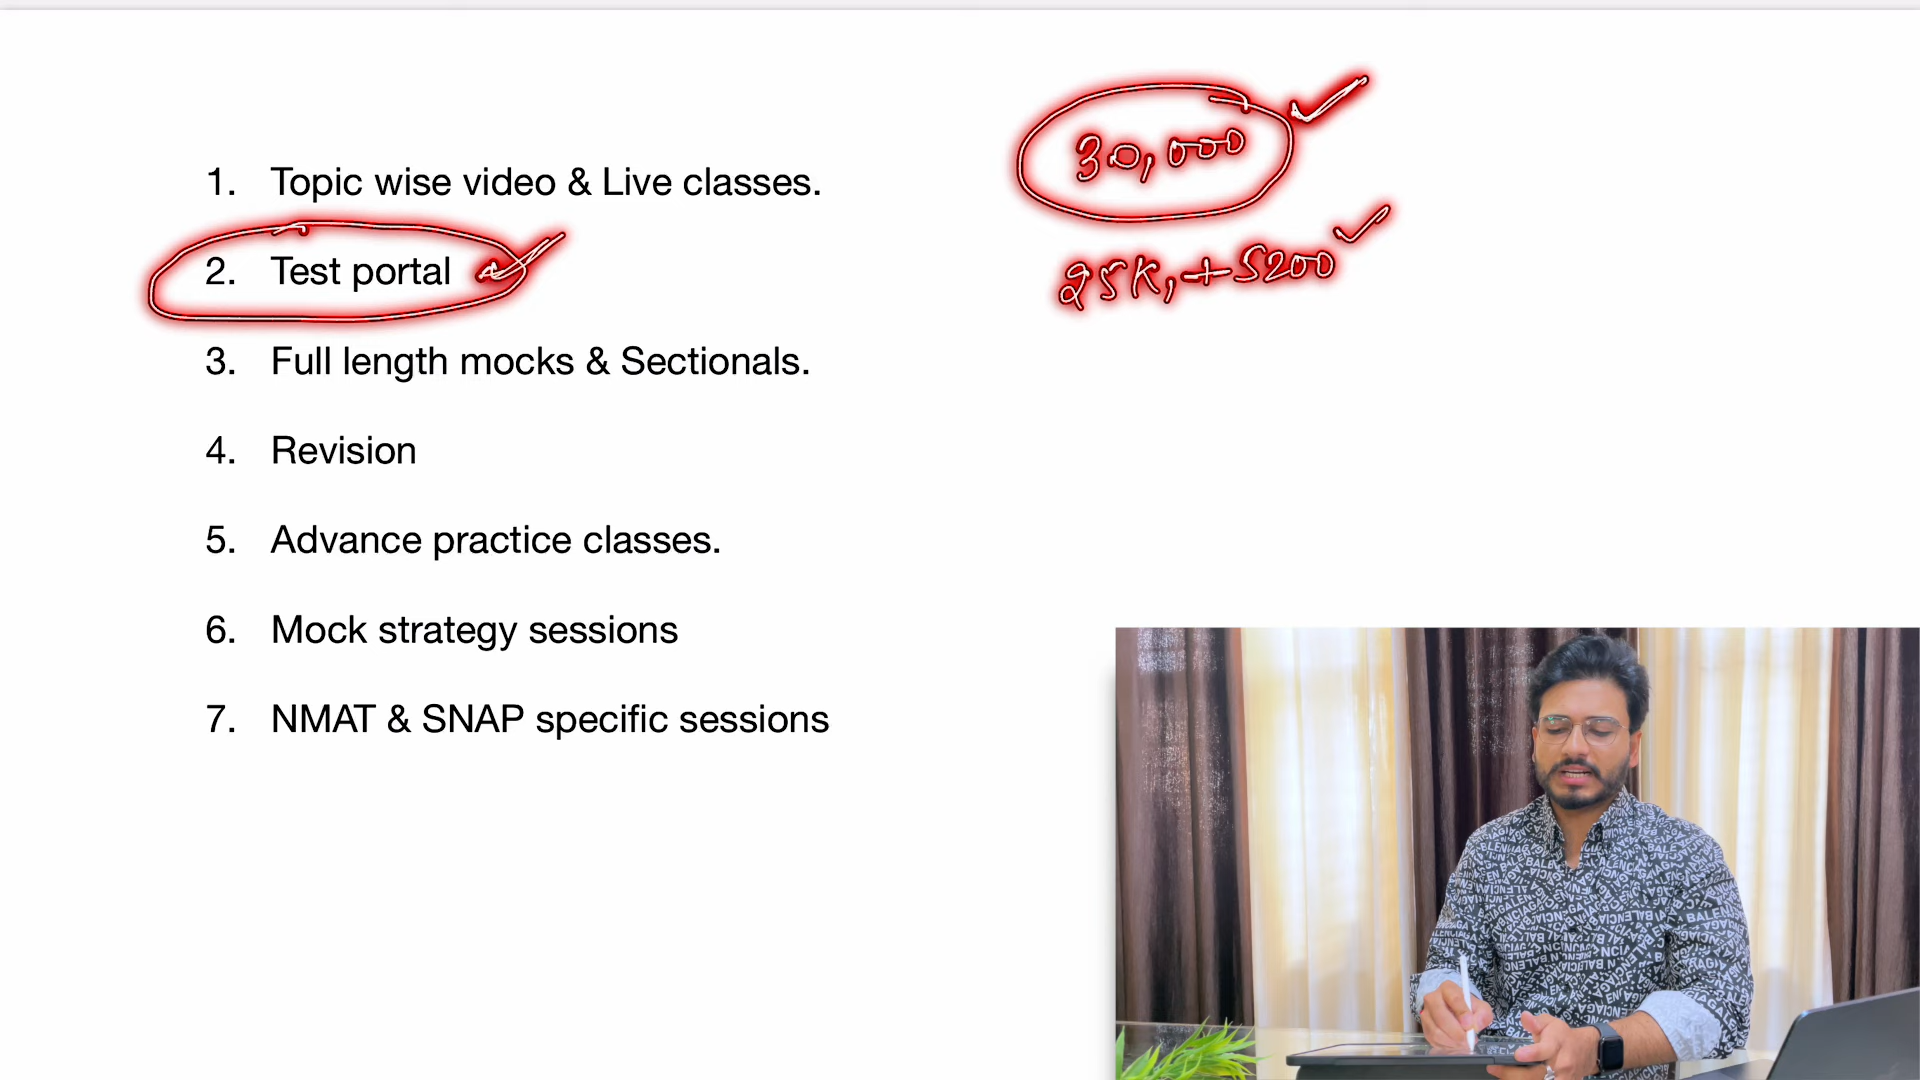 1. Topic wise video & Live classes.
2. Test portal
3. Full length mocks & Sectionals.
4. Revision
5. Advance practice classes.
6. Mock strategy sessions
7. NMAT & SNAP specific sessions
30,000
25K, + 5200